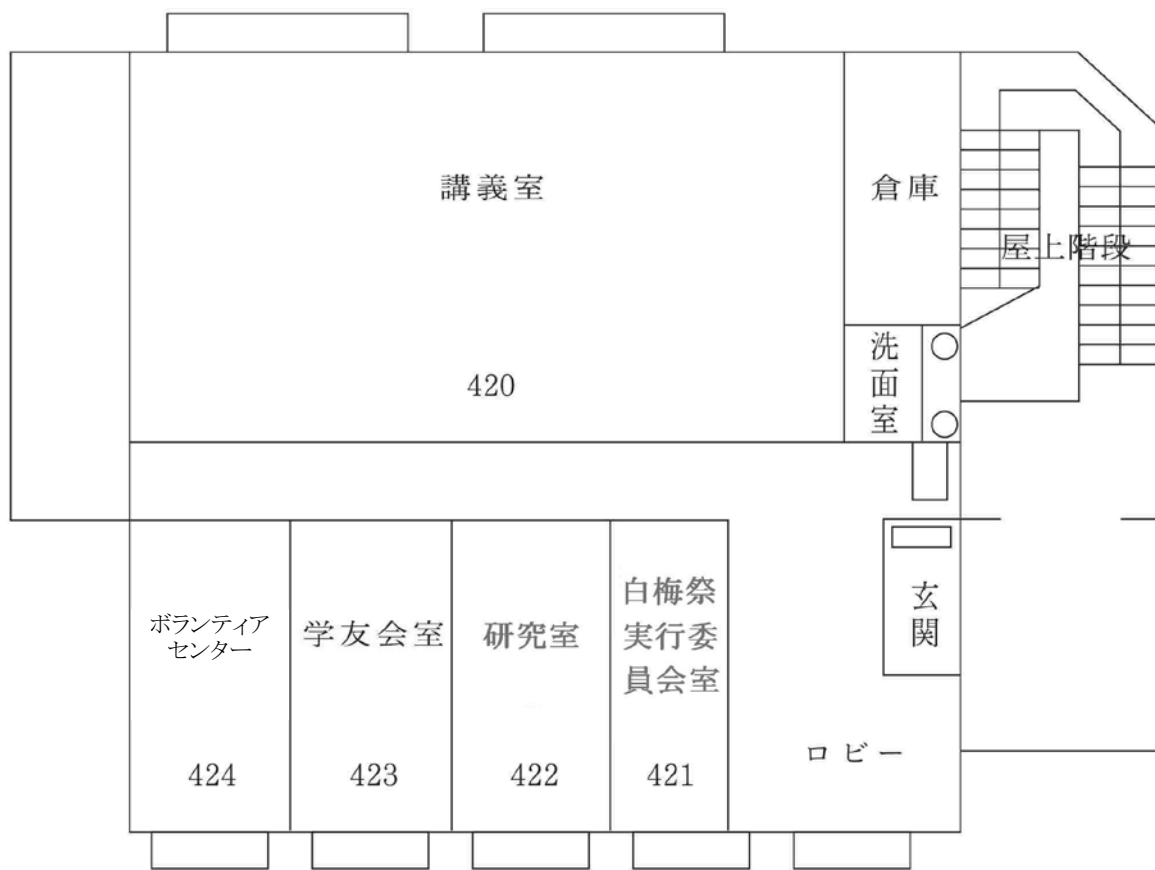 講義室
420
倉庫
屋上階段
洗面室
玄関
ロビー
ボランティア
センター
424
学友会室
423
研究室
422
白梅祭
実行委
員会室
421